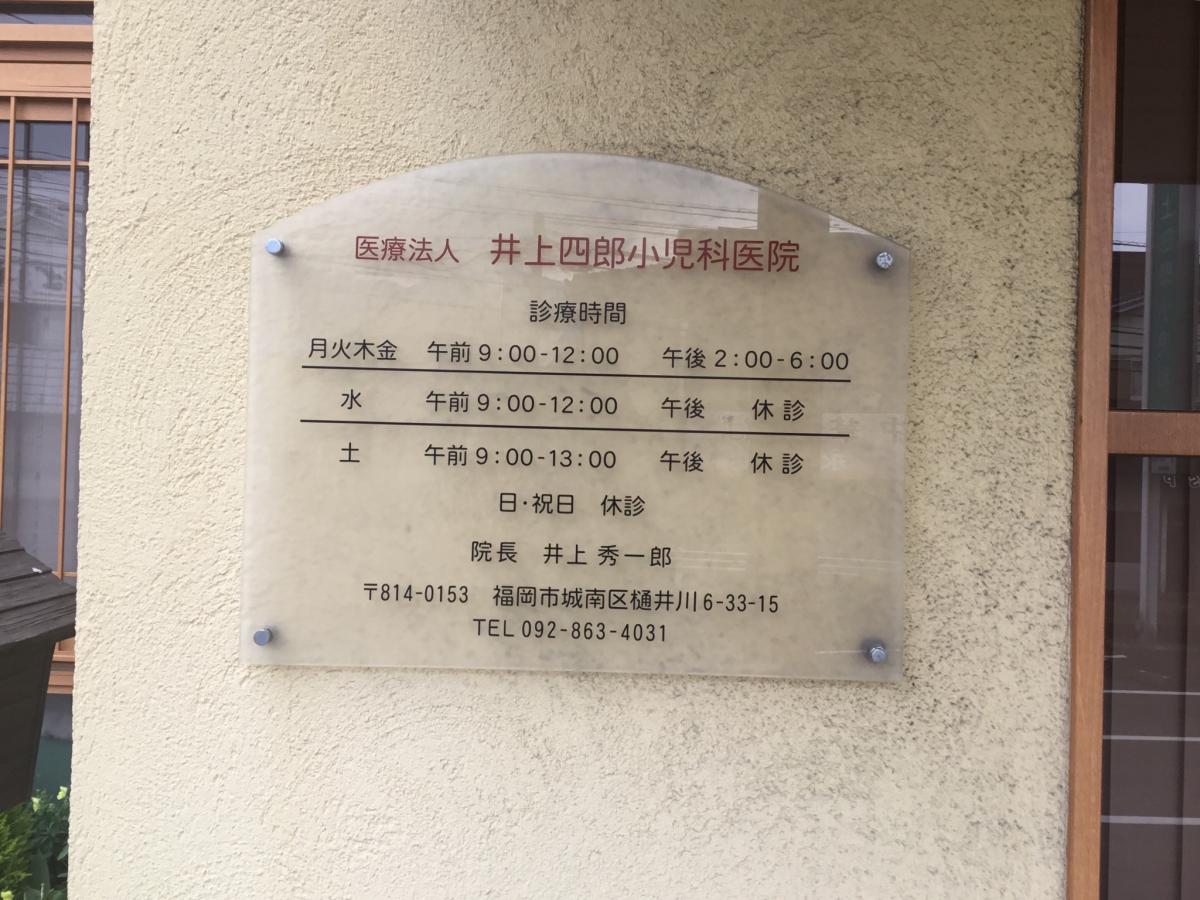 医療法人 井上四郎小児科医院
診療時間
月火木金 午前 9:00-12:00 午後 2:00-6:00
水 午前 9:00-12:00 午後 休診
土 午前 9:00-13:00 午後 休診
日・祝日 休診
院長 井上 秀一郎
〒814-0153 福岡市城南区樋井川 6-33-15
TEL 092-863-4031